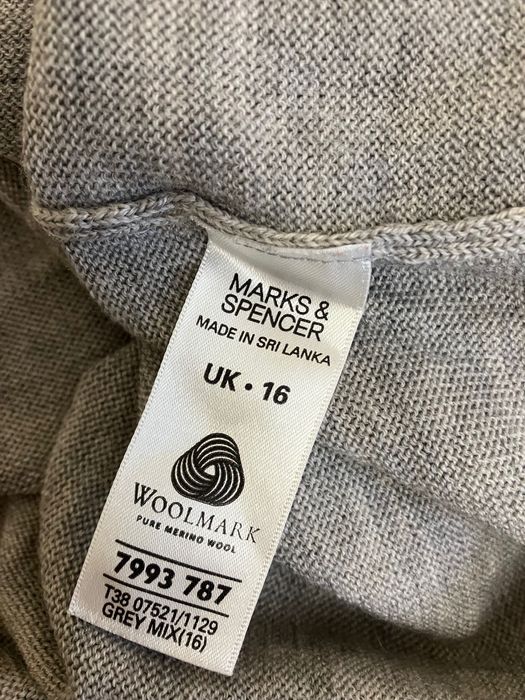 MARKS &
SPENCER
MADE IN SRI LANKA
UK • 16
WOOLMARK
PURE MERINO WOOL
7993 787
T38 07521/1129
GREY MIX(16)